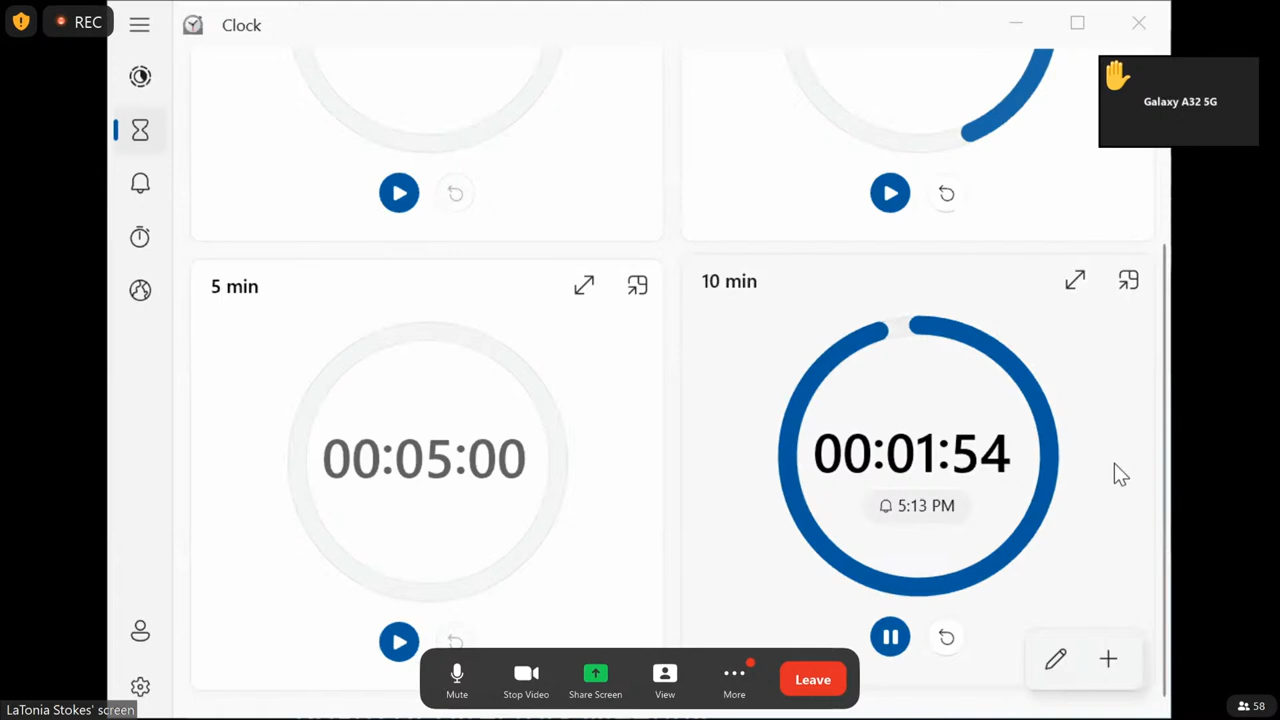 REC
Clock
Galaxy A32 5G
5 min
10 min
00:05:00
00:01:54
5:13 PM
Mute
Stop Video
Share Screen
View
More
Leave
LaTonia Stokes' screen
58